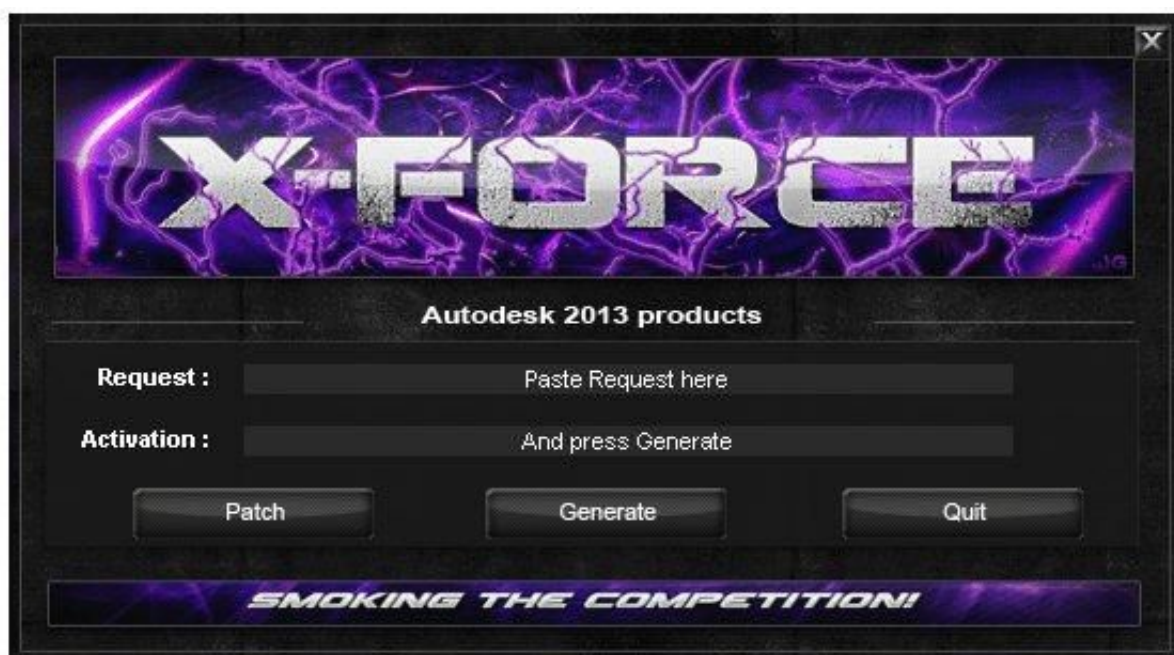 X
X-FORCE
..:G
Autodesk 2013 products
Request :
Paste Request here
Activation :
And press Generate
Patch
Generate
Quit
SMOKING THE COMPETITION!